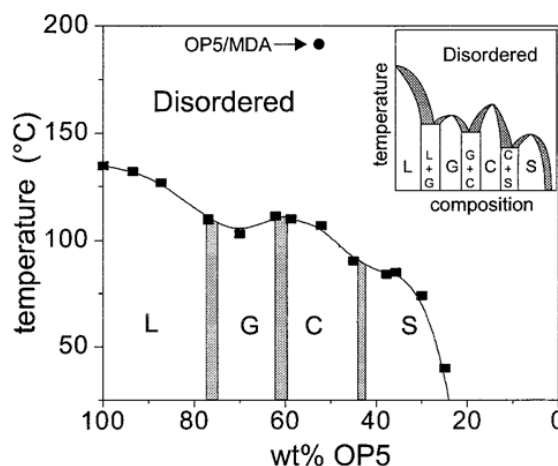 200
150
100
50
temperature (°C)
OP5/MDA
Disordered
L
G
C
S
100
80
60
40
20
0
wt% OP5
Disordered
temperature
L
L
+
G
G
G
+
C
C
C
+
S
S
composition